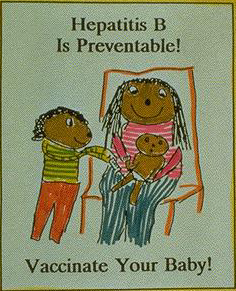 Hepatitis B
Is Preventable!
Vaccinate Your Baby!